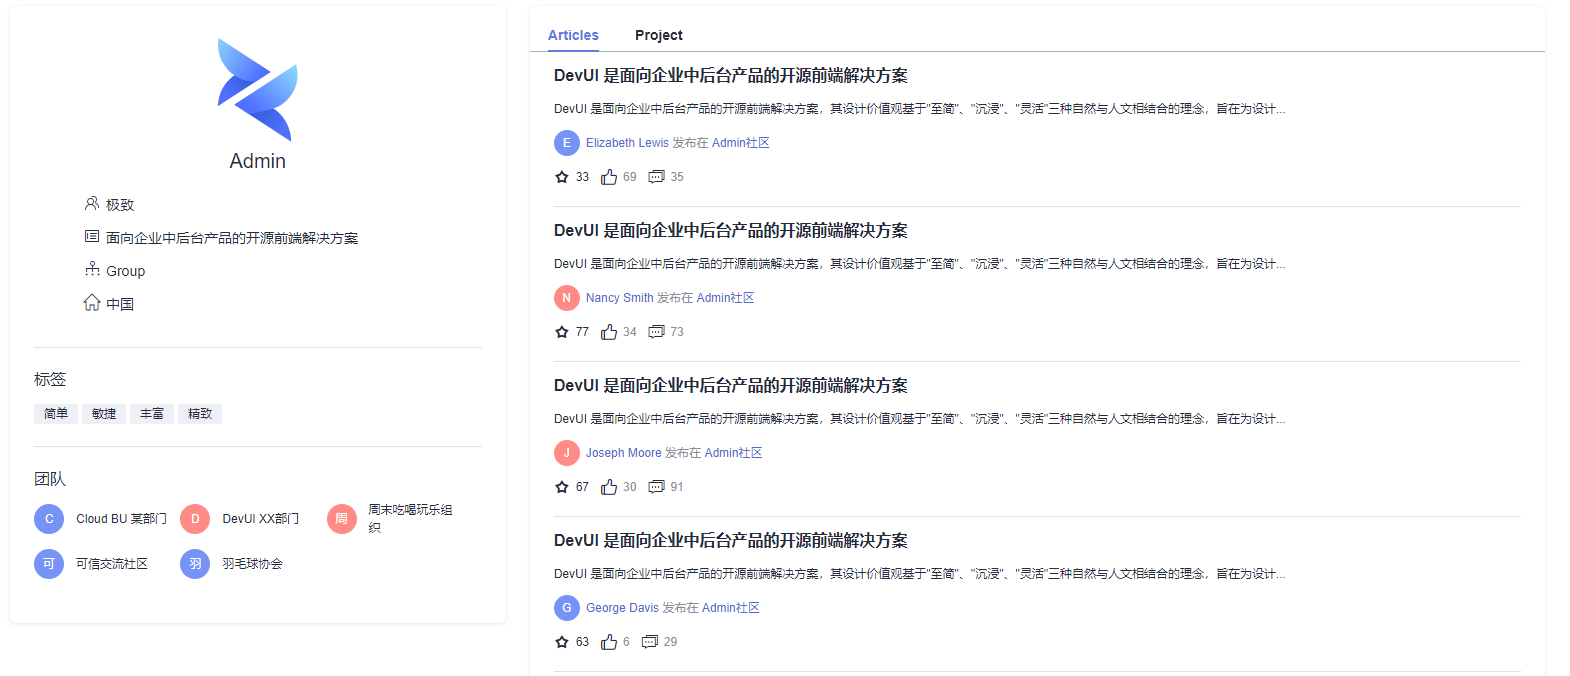 Admin
极致
面向企业中后台产品的开源前端解决方案
Group
中国
标签
简单 敏捷 丰富 精致
团队
C Cloud BU 某部门 D DevUI XX部门 周 周末吃喝玩乐组
织
可 可信交流社区 羽 羽毛球协会
Articles Project
DevUI 是面向企业中后台产品的开源前端解决方案
DevUI 是面向企业中后台产品的开源前端解决方案，其设计价值观基于"至简"、"沉浸"、"灵活"三种自然与人文相结合的理念，旨在为设计...
E Elizabeth Lewis 发布在 Admin社区
33 69 35
DevUI 是面向企业中后台产品的开源前端解决方案
DevUI 是面向企业中后台产品的开源前端解决方案，其设计价值观基于"至简"、"沉浸"、"灵活"三种自然与人文相结合的理念，旨在为设计...
N Nancy Smith 发布在 Admin社区
77 34 73
DevUI 是面向企业中后台产品的开源前端解决方案
DevUI 是面向企业中后台产品的开源前端解决方案，其设计价值观基于"至简"、"沉浸"、"灵活"三种自然与人文相结合的理念，旨在为设计...
J Joseph Moore 发布在 Admin社区
67 30 91
DevUI 是面向企业中后台产品的开源前端解决方案
DevUI 是面向企业中后台产品的开源前端解决方案，其设计价值观基于"至简"、"沉浸"、"灵活"三种自然与人文相结合的理念，旨在为设计...
G George Davis 发布在 Admin社区
63 6 29